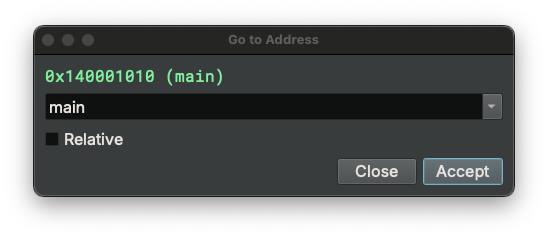 Go to Address
0x140001010 (main)
main
Relative
Close Accept